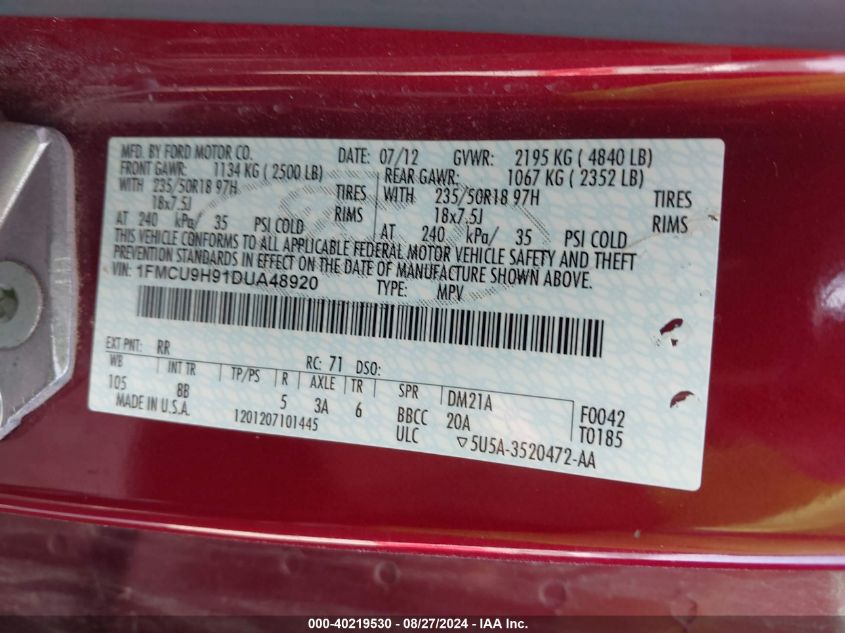 MFD. BY FORD MOTOR CO. DATE: 07/12 GVWR: 2195 KG ( 4840 LB)
FRONT GAWR: 1134 KG ( 2500 LB) REAR GAWR: 1067 KG ( 2352 LB)
WITH 235/50R18 97H TIRES WITH 235/50R18 97H TIRES
18x7.5J RIMS 18x7.5J RIMS
AT 240 kPa/ 35 PSI COLD AT 240 kPa/ 35 PSI COLD
THIS VEHICLE CONFORMS TO ALL APPLICABLE FEDERAL MOTOR VEHICLE SAFETY AND THEFT
PREVENTION STANDARDS IN EFFECT ON THE DATE OF MANUFACTURE SHOWN ABOVE.
VIN: 1FMCU9H91DUA48920 TYPE: MPV
EXT PNT: RR RC: 71 DSO:
WB INT TR TP/PS R AXLE TR SPR DM21A F0042
105 8B 5 3A 6 BBCC 20A T0185
MADE IN U.S.A. 1201207101445 ULC 5U5A-3520472-AA
000-40219530 - 08/27/2024 - IAA Inc.